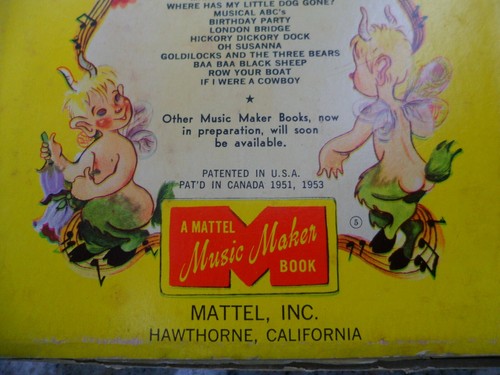 WHERE HAS MY LITTLE DOG GONE?
MUSICAL ABC's
BIRTHDAY PARTY
LONDON BRIDGE
HICKORY DICKORY DOCK
OH SUSANNA
GOLDILOCKS AND THE THREE BEARS
BAA BAA BLACK SHEEP
ROW YOUR BOAT
IF I WERE A COWBOY
Other Music Maker Books, now
in preparation, will soon
be available.
PATENTED IN U.S.A.
PAT'D IN CANADA 1951, 1953
A MATTEL
Music Maker
BOOK
5
MATTEL, INC.
HAWTHORNE, CALIFORNIA